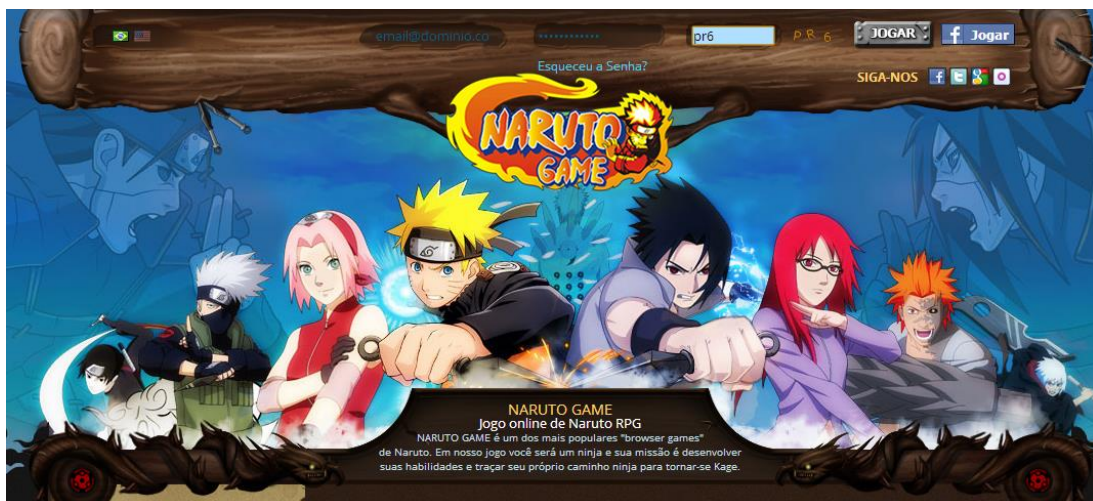 email@dominio.co
pr6
P R 6
JOGAR
f Jogar
Esqueceu a Senha?
SIGA-NOS
NARUTO
GAME
NARUTO GAME
Jogo online de Naruto RPG
NARUTO GAME é um dos mais populares "browser games"
de Naruto. Em nosso jogo você será um ninja e sua missão é desenvolver
suas habilidades e traçar seu próprio caminho ninja para tornar-se Kage.